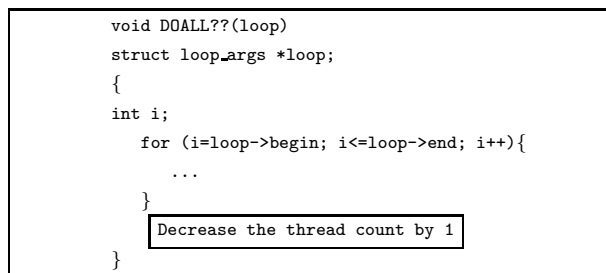 void DOALL??(loop)
struct loop_args *loop;
{
int i;
for (i=loop->begin; i<=loop->end; i++){
...
}
Decrease the thread count by 1
}